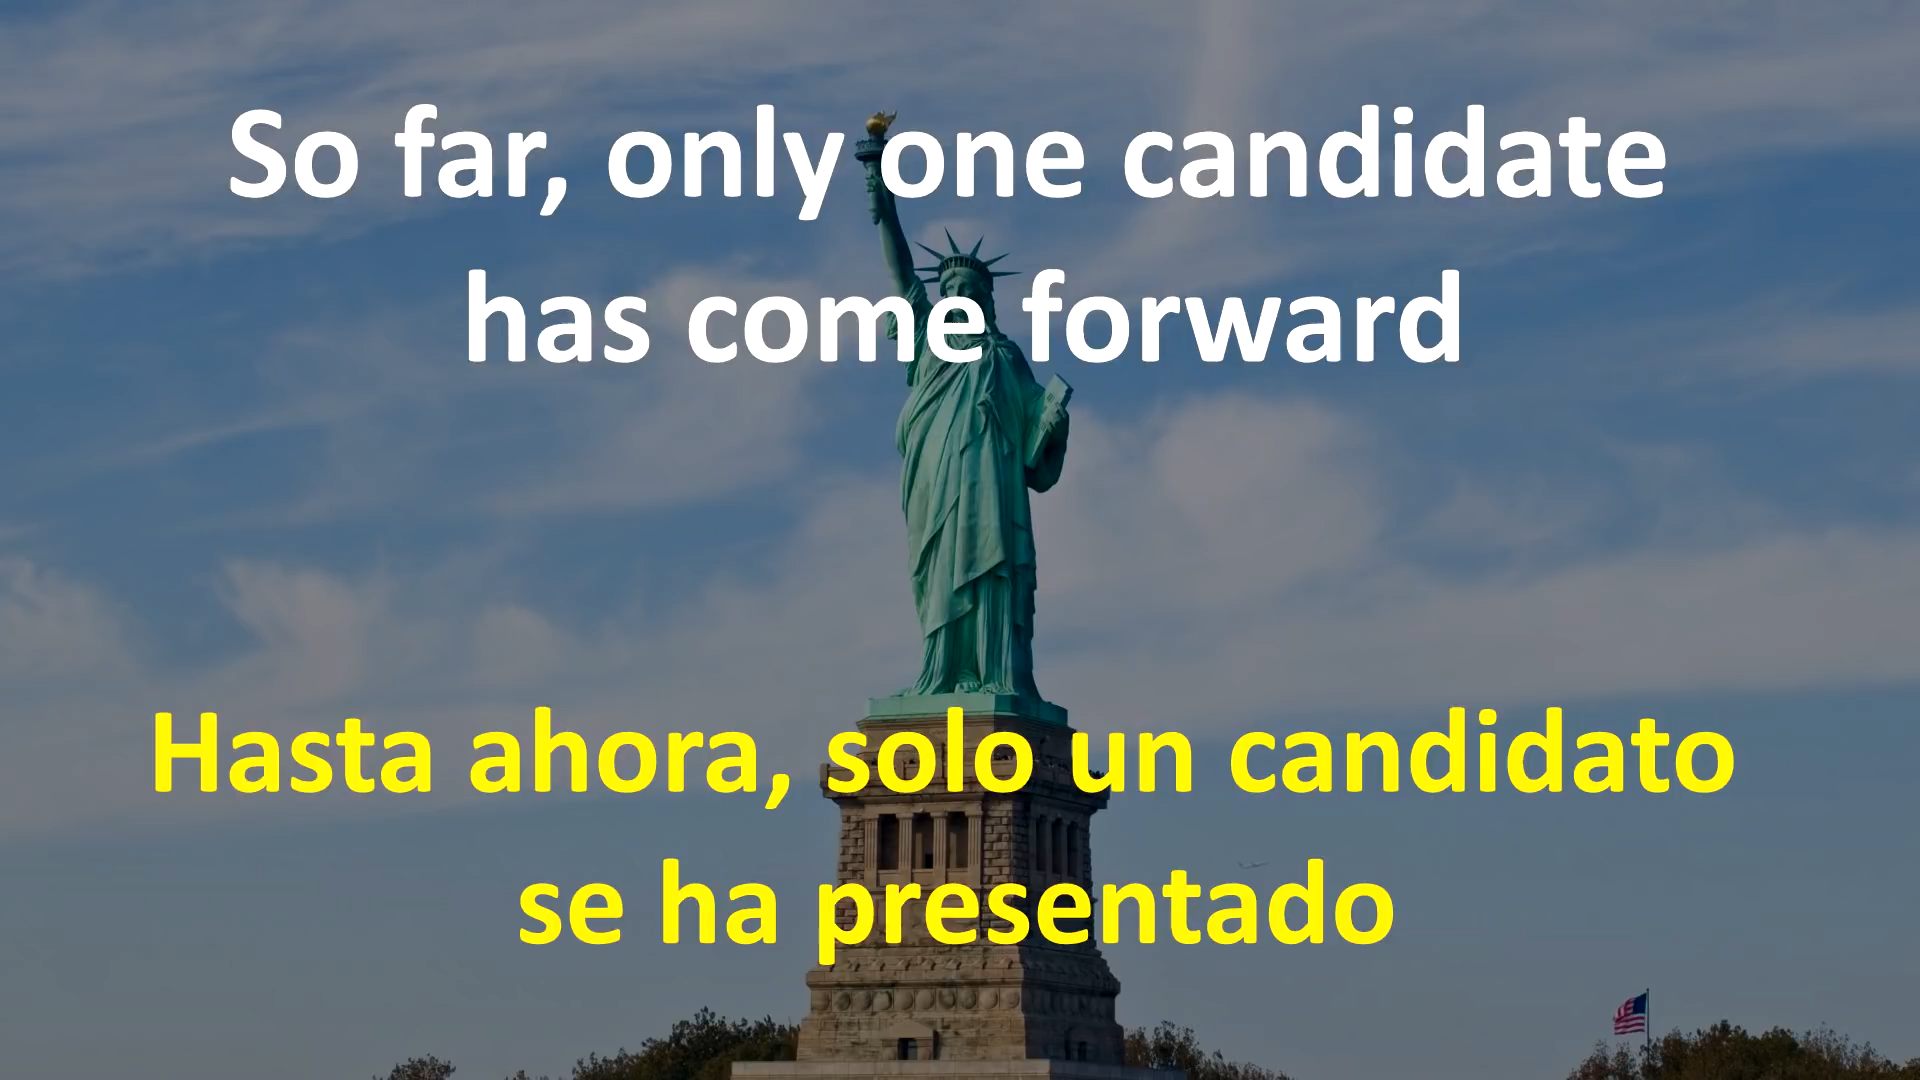 So far, only one candidate
has come forward
Hasta ahora, solo un candidato
se ha presentado